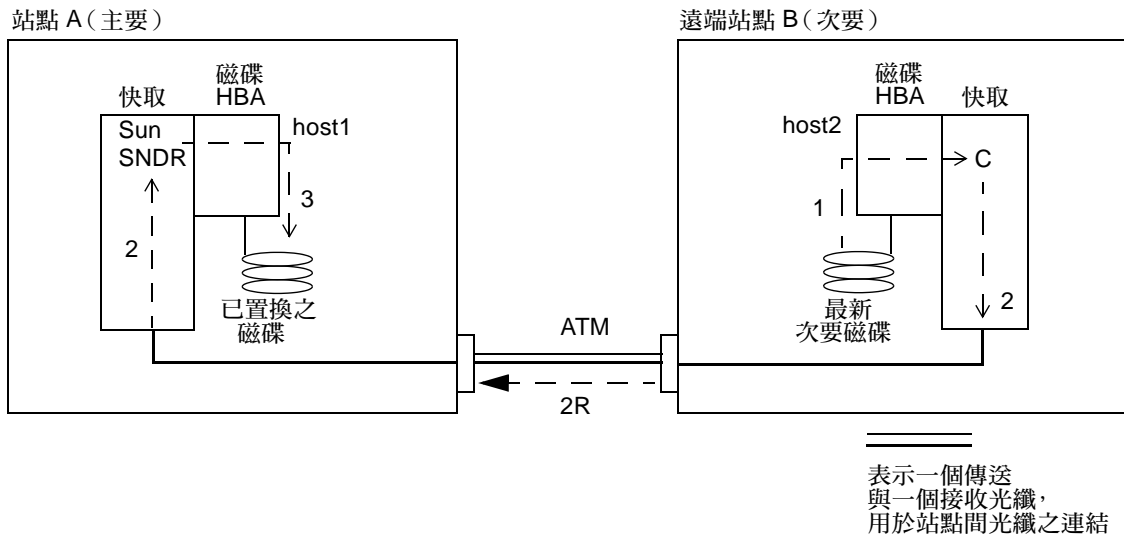 站點 A（主要）
遠端站點 B（次要）
快取
磁碟
HBA
Sun
SNDR
host1
3
2
已置換之
磁碟
ATM
2R
磁碟
HBA
快取
host2
C
1
2
最新
次要磁碟
表示一個傳送
與一個接收光纖，
用於站點間光纖之連結